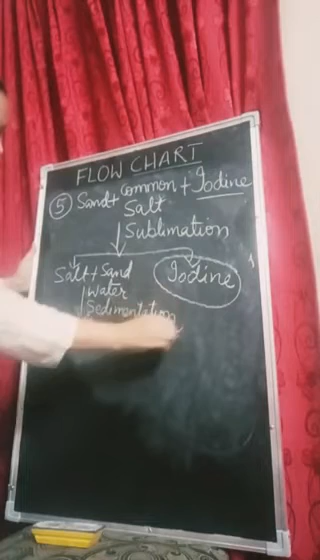 FLOW CHART
⑤ Sand + Common Salt + Iodine
Sublimation
Salt + Sand
Iodine
Water
Sedimentation